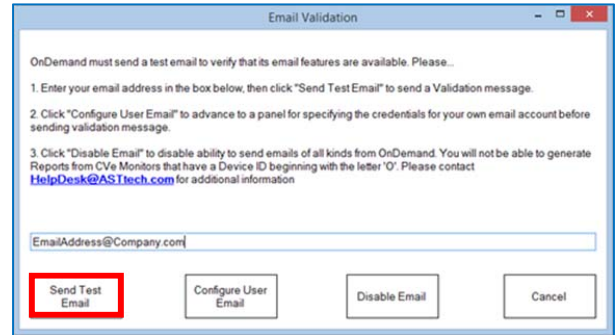 Email Validation
OnDemand must send a test email to verify that its email features are available. Please...
1. Enter your email address in the box below, then click "Send Test Email" to send a Validation message.
2. Click "Configure User Email" to advance to a panel for specifying the credentials for your own email account before
sending validation message.
3. Click "Disable Email" to disable ability to send emails of all kinds from OnDemand. You will not be able to generate
Reports from CVe Monitors that have a Device ID beginning with the letter 'O'. Please contact
HelpDesk@ASTtech.com for additional information
EmailAddress@Company.com
Send Test
Email
Configure User
Email
Disable Email
Cancel